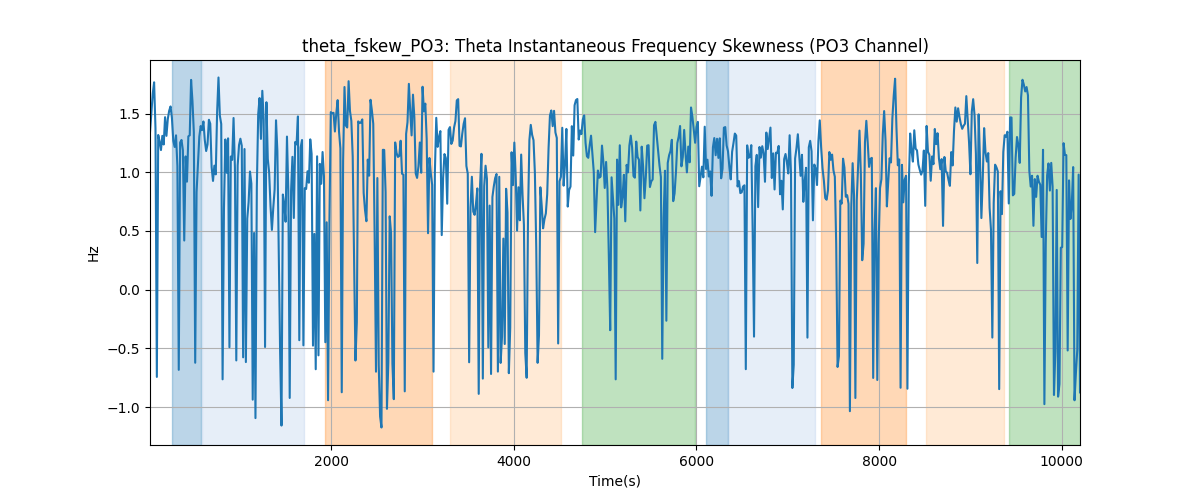 theta_fskew_PO3: Theta Instantaneous Frequency Skewness (PO3 Channel)
1.5
1.0
0.5
0.0
−0.5
−1.0
Hz
2000 4000 6000 8000 10000
Time(s)